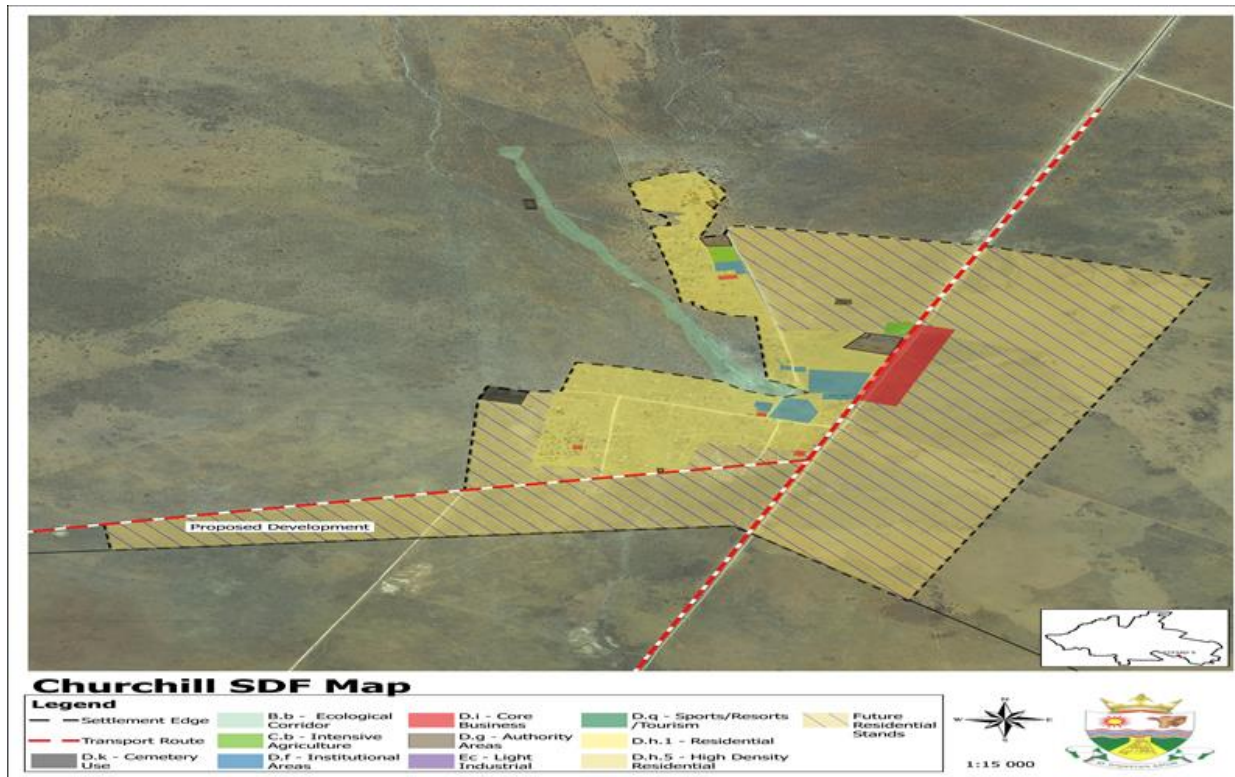 Proposed Development
Churchill SDF Map
Legend
Settlement Edge
Transport Route
D.k - Cemetery
Use
B.b - Ecological
Corridor
C.b - Intensive
Agriculture
D.f - Institutional
Areas
D.i - Core
Business
D.g - Authority
Areas
Ec - Light
Industrial
D.q - Sports/Resorts
/Tourism
D.h.1 - Residential
D.h.5 - High Density
Residential
Future
Residential
Stands
N
W
E
S
1:15 000